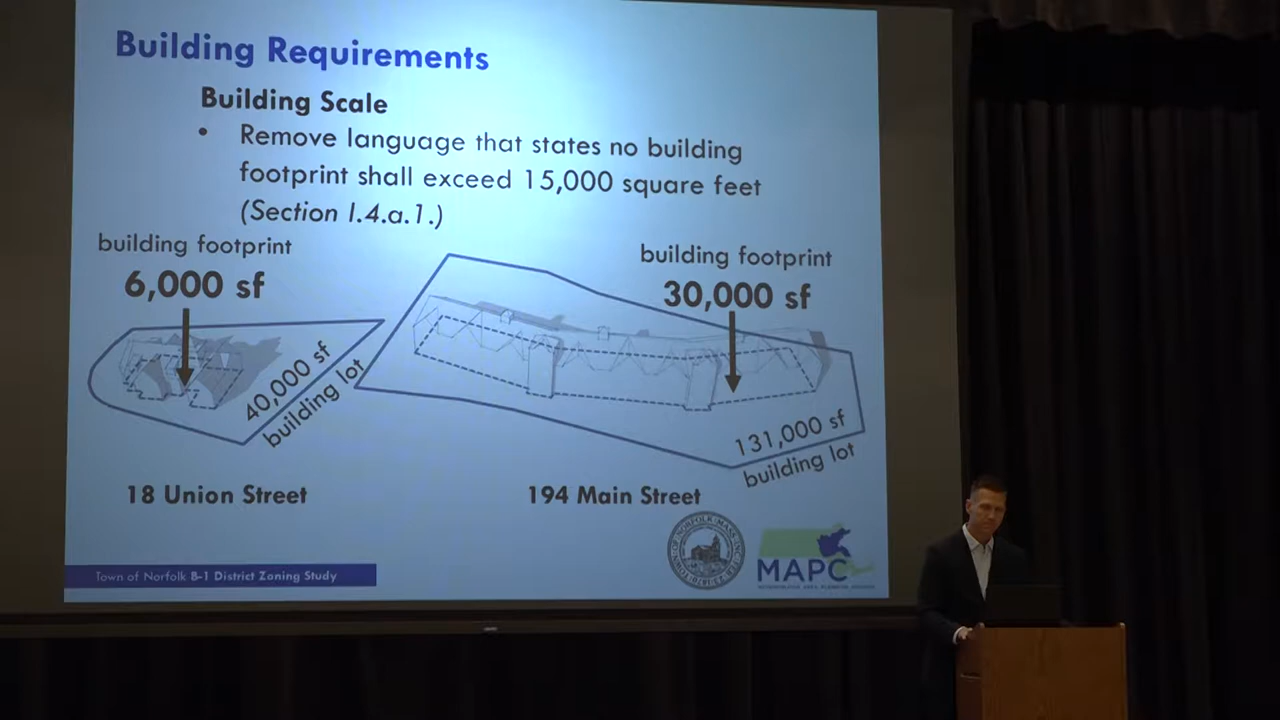 Building Requirements
Building Scale
• Remove language that states no building
footprint shall exceed 15,000 square feet
(Section I.4.a.1.)
building footprint
6,000 sf
building footprint
30,000 sf
40,000 sf
building lot
131,000 sf
building lot
18 Union Street
194 Main Street
Town of Norfolk B-1 District Zoning Study
MAPC